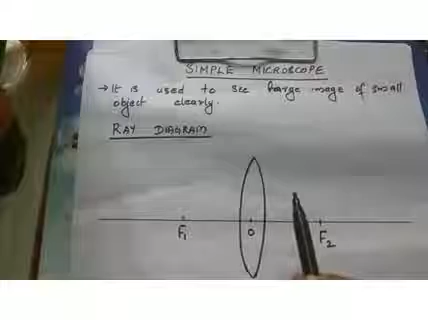 SIMPLE MICROSCOPE
→ It is used to see large image of small
object clearly.
RAY DIAGRAM
F₁ O F₂